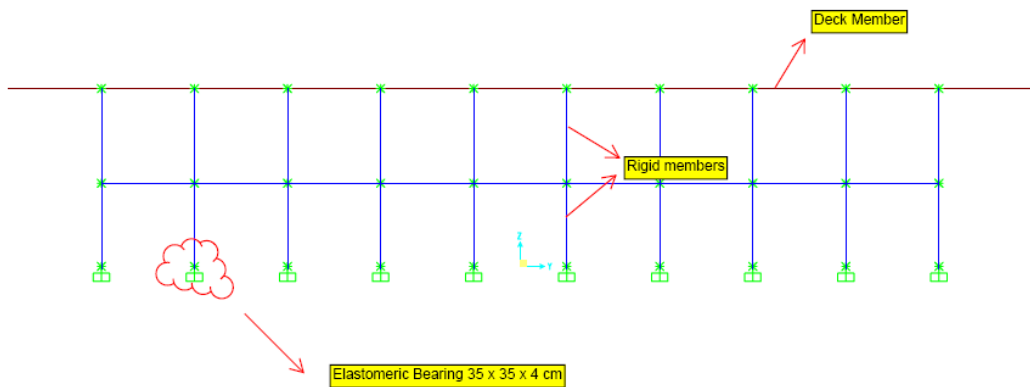 Deck Member
Rigid members
Z
Y
Elastomeric Bearing 35 x 35 x 4 cm